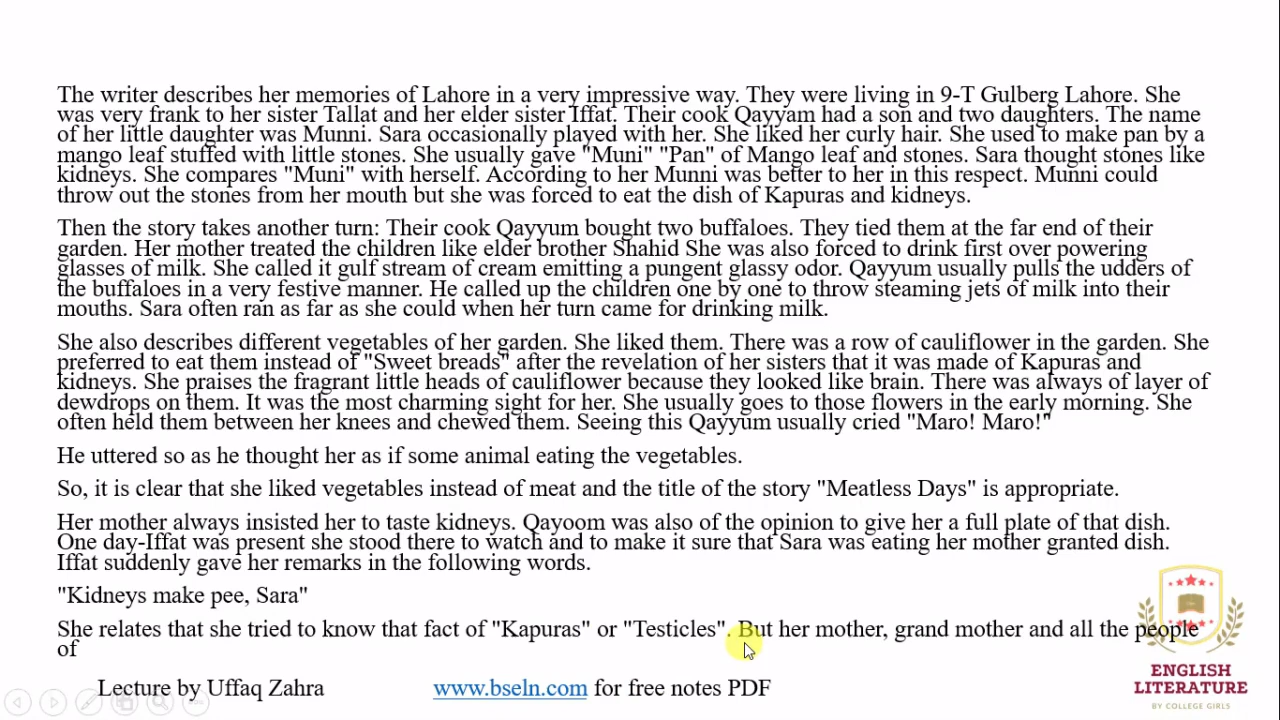 The writer describes her memories of Lahore in a very impressive way. They were living in 9-T Gulberg Lahore. She
was very frank to her sister Tallat and her elder sister Iffat. Their cook Qayyam had a son and two daughters. The name
of her little daughter was Munni. Sara occasionally played with her. She liked her curly hair. She used to make pan by a
mango leaf stuffed with little stones. She usually gave "Muni" "Pan" of Mango leaf and stones. Sara thought stones like
kidneys. She compares "Muni" with herself. According to her Munni was better to her in this respect. Munni could
throw out the stones from her mouth but she was forced to eat the dish of Kapuras and kidneys.
Then the story takes another turn: Their cook Qayyum bought two buffaloes. They tied them at the far end of their
garden. Her mother treated the children like elder brother Shahid She was also forced to drink first over powering
glasses of milk. She called it gulf stream of cream emitting a pungent glassy odor. Qayyum usually pulls the udders of
the buffaloes in a very festive manner. He called up the children one by one to throw steaming jets of milk into their
mouths. Sara often ran as far as she could when her turn came for drinking milk.
She also describes different vegetables of her garden. She liked them. There was a row of cauliflower in the garden. She
preferred to eat them instead of "Sweet breads" after the revelation of her sisters that it was made of Kapuras and
kidneys. She praises the fragrant little heads of cauliflower because they looked like brain. There was always of layer of
dewdrops on them. It was the most charming sight for her. She usually goes to those flowers in the early morning. She
often held them between her knees and chewed them. Seeing this Qayyum usually cried "Maro! Maro!"
He uttered so as he thought her as if some animal eating the vegetables.
So, it is clear that she liked vegetables instead of meat and the title of the story "Meatless Days" is appropriate.
Her mother always insisted her to taste kidneys. Qayoom was also of the opinion to give her a full plate of that dish.
One day-Iffat was present she stood there to watch and to make it sure that Sara was eating her mother granted dish.
Iffat suddenly gave her remarks in the following words.
"Kidneys make pee, Sara"
She relates that she tried to know that fact of "Kapuras" or "Testicles". But her mother, grand mother and all the people
of
Lecture by Uffaq Zahra
www.bseln.com for free notes PDF
ENGLISH
LITERATURE
BY COLLEGE GIRLS